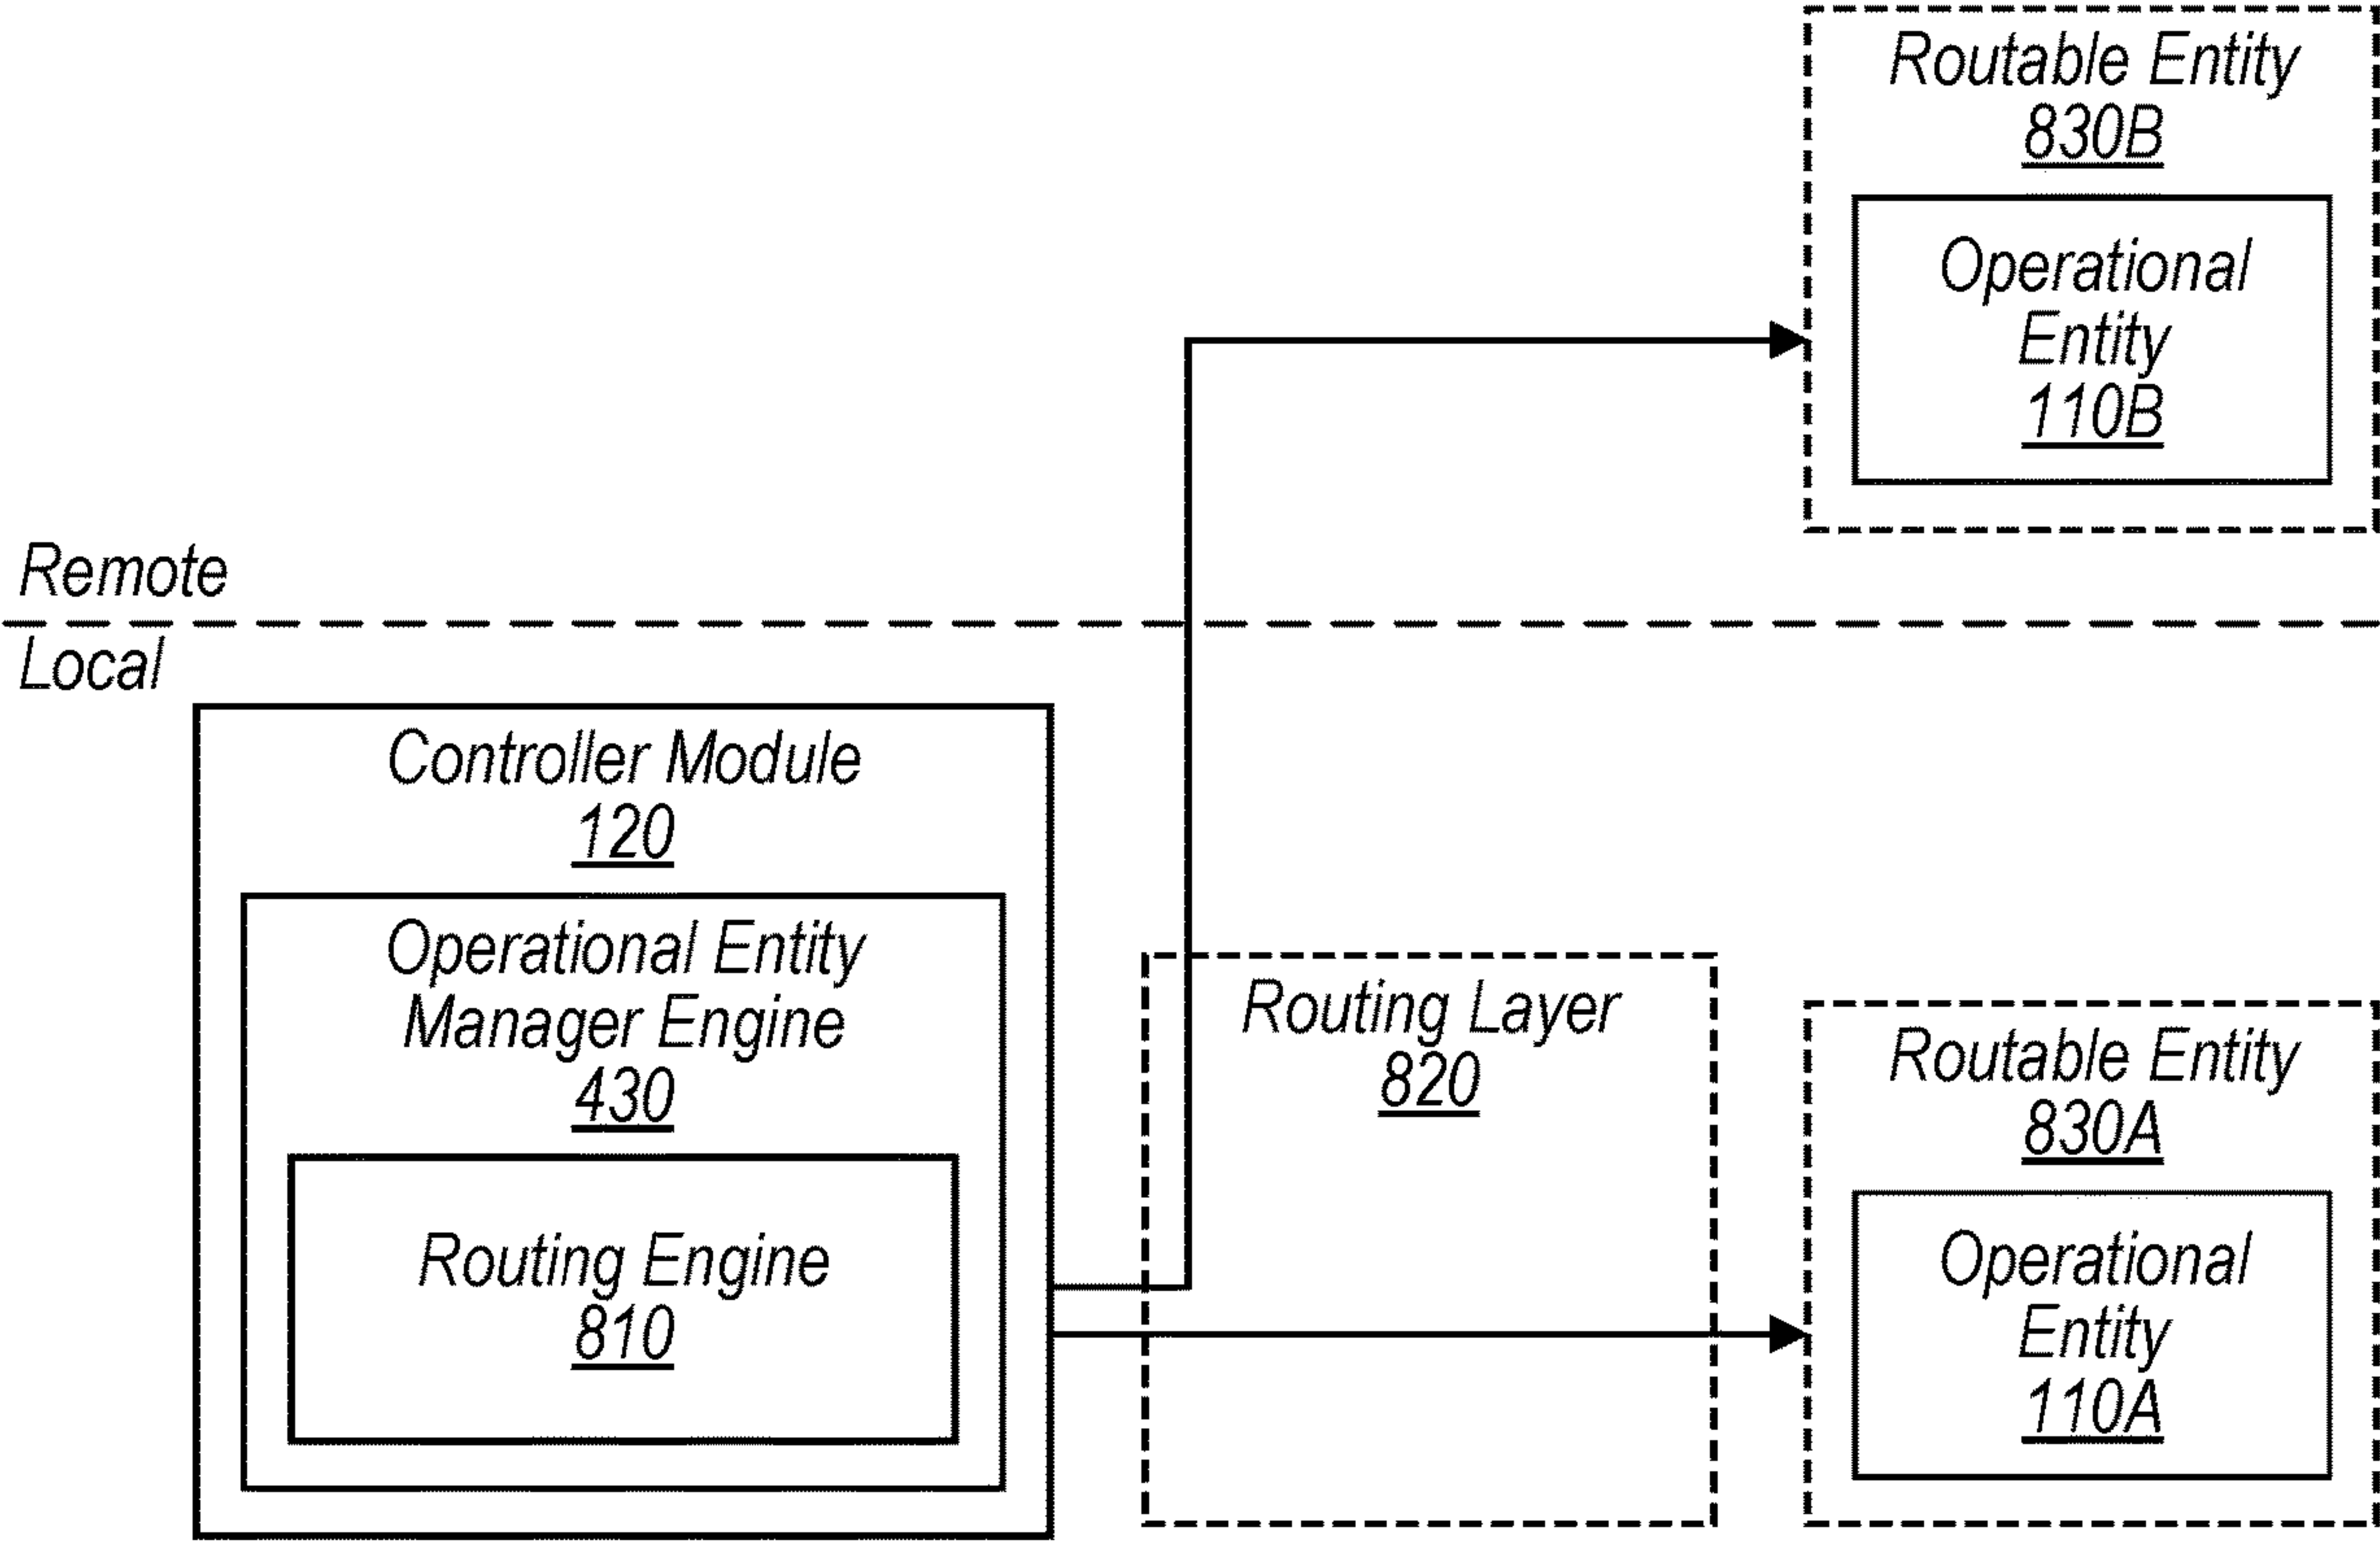 Routable Entity
830B
Operational
Entity
110B
Remote
Local
Controller Module
120
Operational Entity
Manager Engine
430
Routing Engine
810
Routing Layer
820
Routable Entity
830A
Operational
Entity
110A